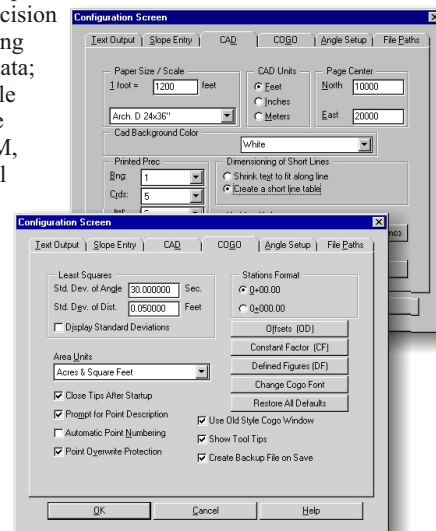 cision
ng
ata;
le
e
M,
l
Configuration Screen
Text Output
Slope Entry
CAD
COGO
Angle Setup
File Paths
Paper Size / Scale
1 foot = 1200 feet
Arch. D 24x36"
CAD Units
Feet
Inches
Meters
Page Center
North 10000
East 20000
Cad Background Color
White
Printed Prec
Bng: 1
Crds: 5
Dimensioning of Short Lines
Shrink text to fit along line
Create a short line table
Configuration Screen
Text Output
Slope Entry
CAD
COGO
Angle Setup
File Paths
Least Squares
Std. Dev. of Angle 30.000000 Sec.
Std. Dev. of Dist. 0.050000 Feet
Display Standard Deviations
Stations Format
0+00.00
0+000.00
Area Units
Acres & Square Feet
Offsets (OD)
Constant Factor (CF)
Defined Figures (DF)
Change Cogo Font
Restore All Defaults
Close Tips After Startup
Prompt for Point Description
Automatic Point Numbering
Point Overwrite Protection
Use Old Style Cogo Window
Show Tool Tips
Create Backup File on Save
OK
Cancel
Help